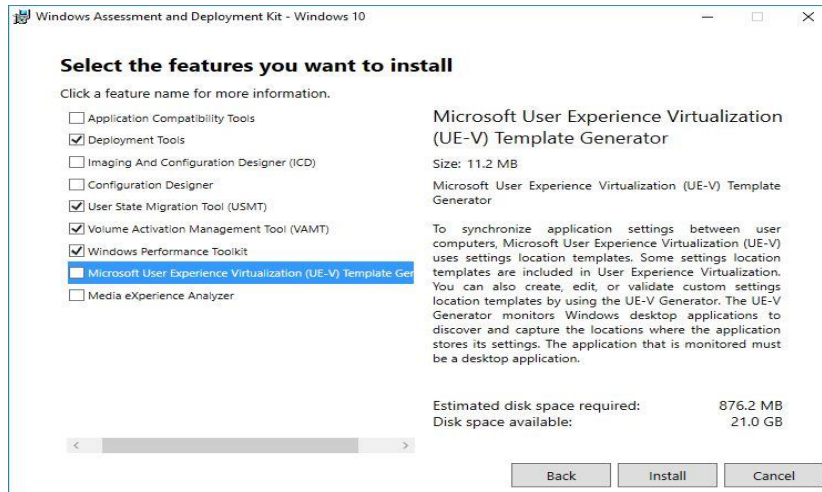 Windows Assessment and Deployment Kit - Windows 10
Select the features you want to install
Click a feature name for more information.
Application Compatibility Tools
Deployment Tools
Imaging And Configuration Designer (ICD)
Configuration Designer
User State Migration Tool (USMT)
Volume Activation Management Tool (VAMT)
Windows Performance Toolkit
Microsoft User Experience Virtualization (UE-V) Template Ger
Media eXperience Analyzer
Microsoft User Experience Virtualization
(UE-V) Template Generator
Size: 11.2 MB
Microsoft User Experience Virtualization (UE-V) Template
Generator
To synchronize application settings between user
computers, Microsoft User Experience Virtualization (UE-V)
uses settings location templates. Some settings location
templates are included in User Experience Virtualization.
You can also create, edit, or validate custom settings
location templates by using the UE-V Generator. The UE-V
Generator monitors Windows desktop applications to
discover and capture the locations where the application
stores its settings. The application that is monitored must
be a desktop application.
Estimated disk space required: 876.2 MB
Disk space available: 21.0 GB
Back Install Cancel